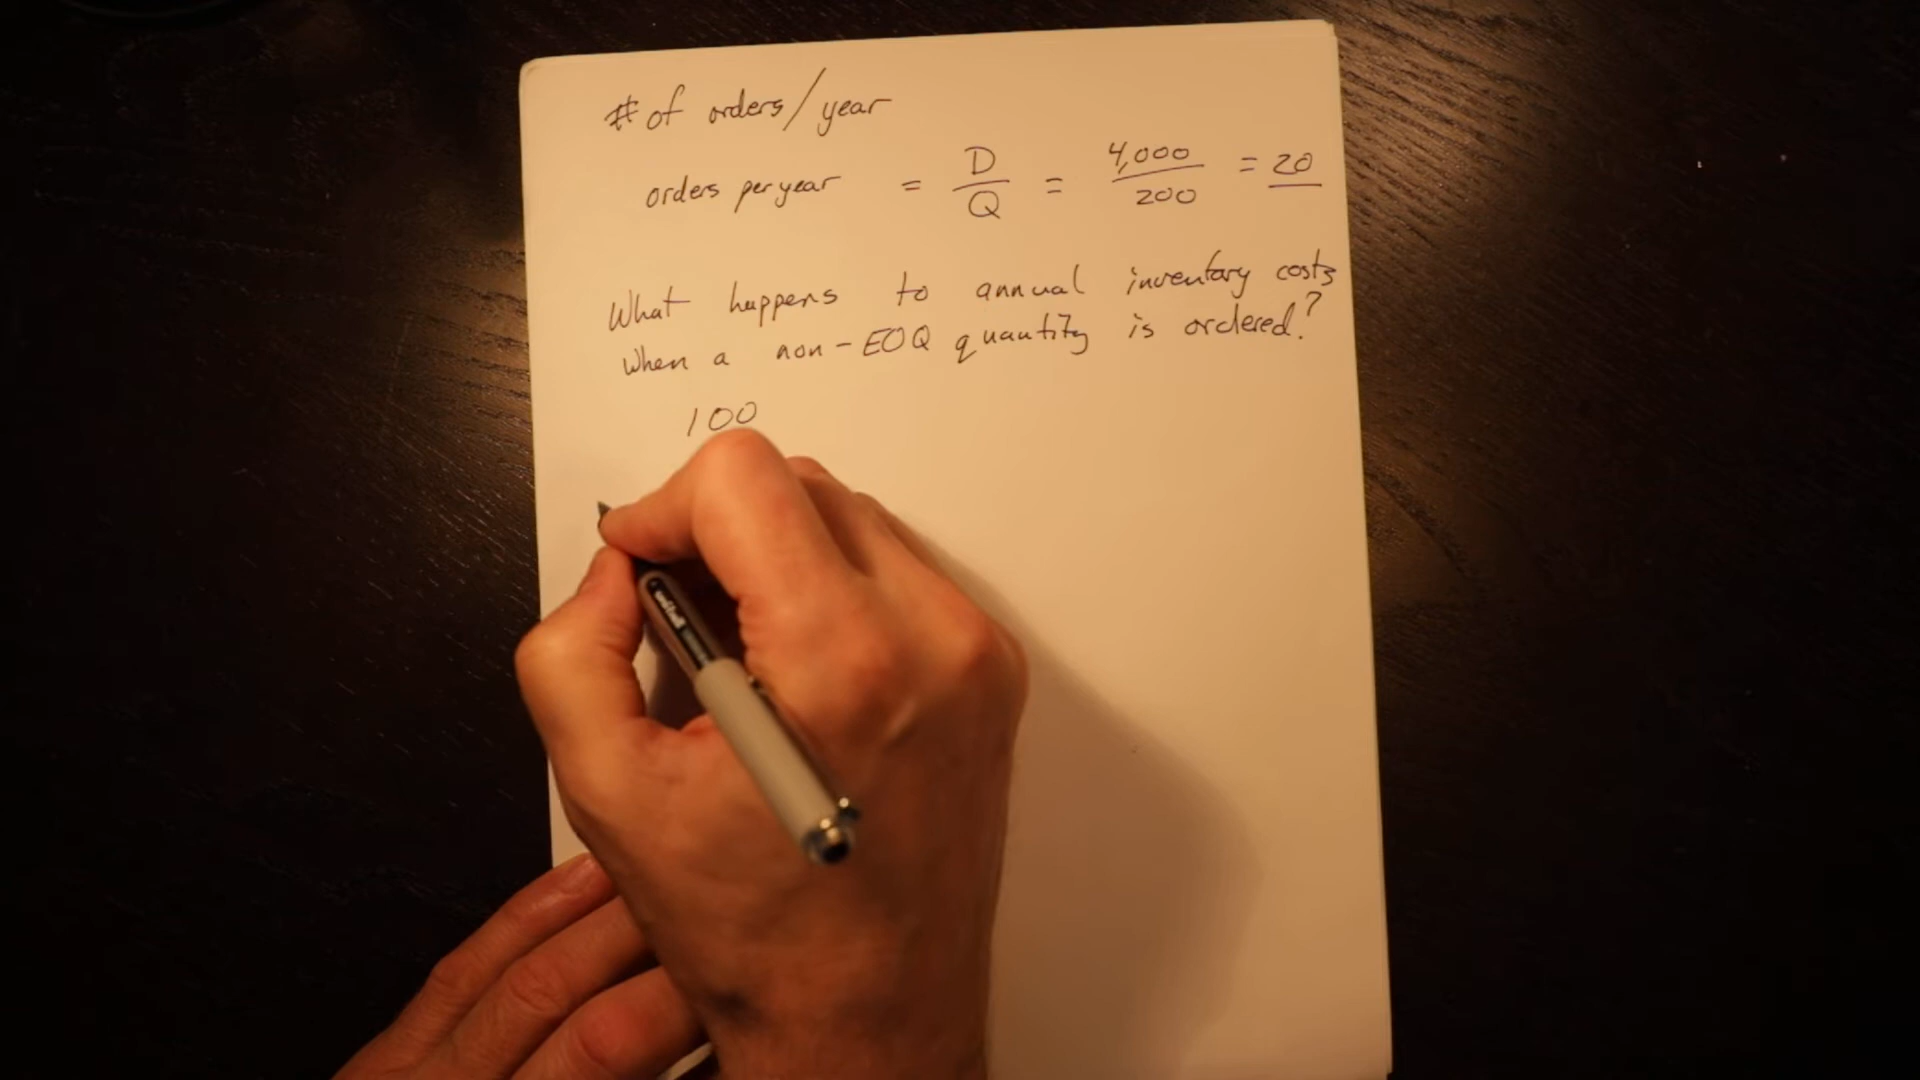 # of orders/year
orders per year = D/Q = 4,000/200 = 20
What happens to annual inventory costs
when a non-EOQ quantity is ordered?
100